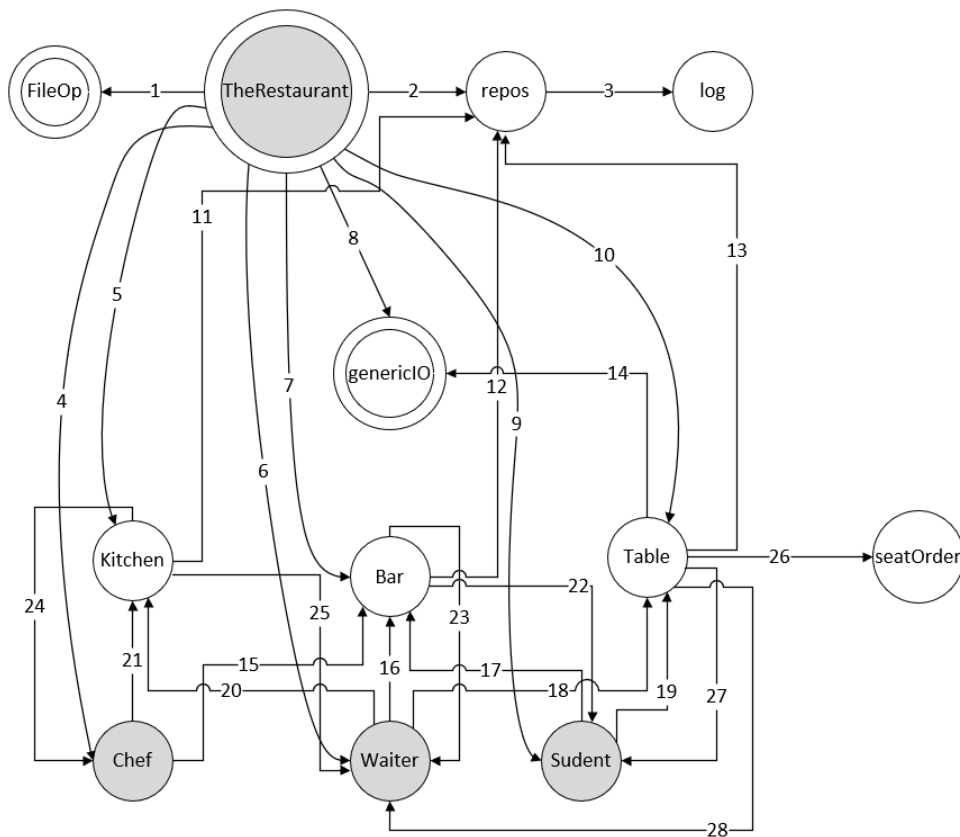 FileOp
1
TheRestaurant
2
repos
3
log
11
8
10
13
5
4
7
genericIO
12
14
9
6
Kitchen
Bar
Table
26
seatOrder
24
25
22
23
21
15
16
17
20
18
19
27
Chef
Waiter
Sudent
28